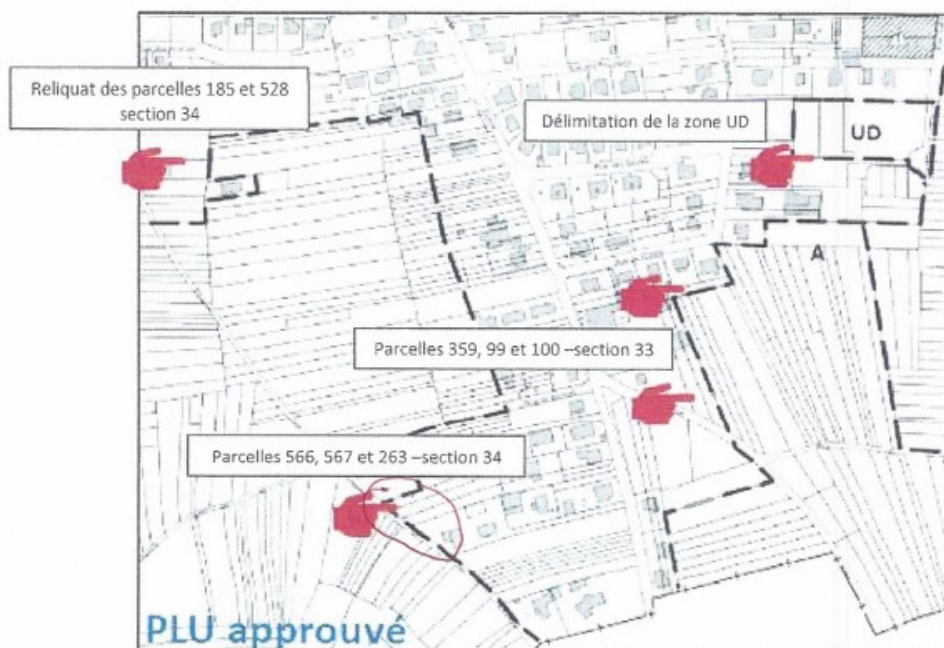 Reliquat des parcelles 185 et 528
section 34
Délimitation de la zone UD
UD
A
Parcelles 359, 99 et 100 –section 33
Parcelles 566, 567 et 263 –section 34
PLU approuvé